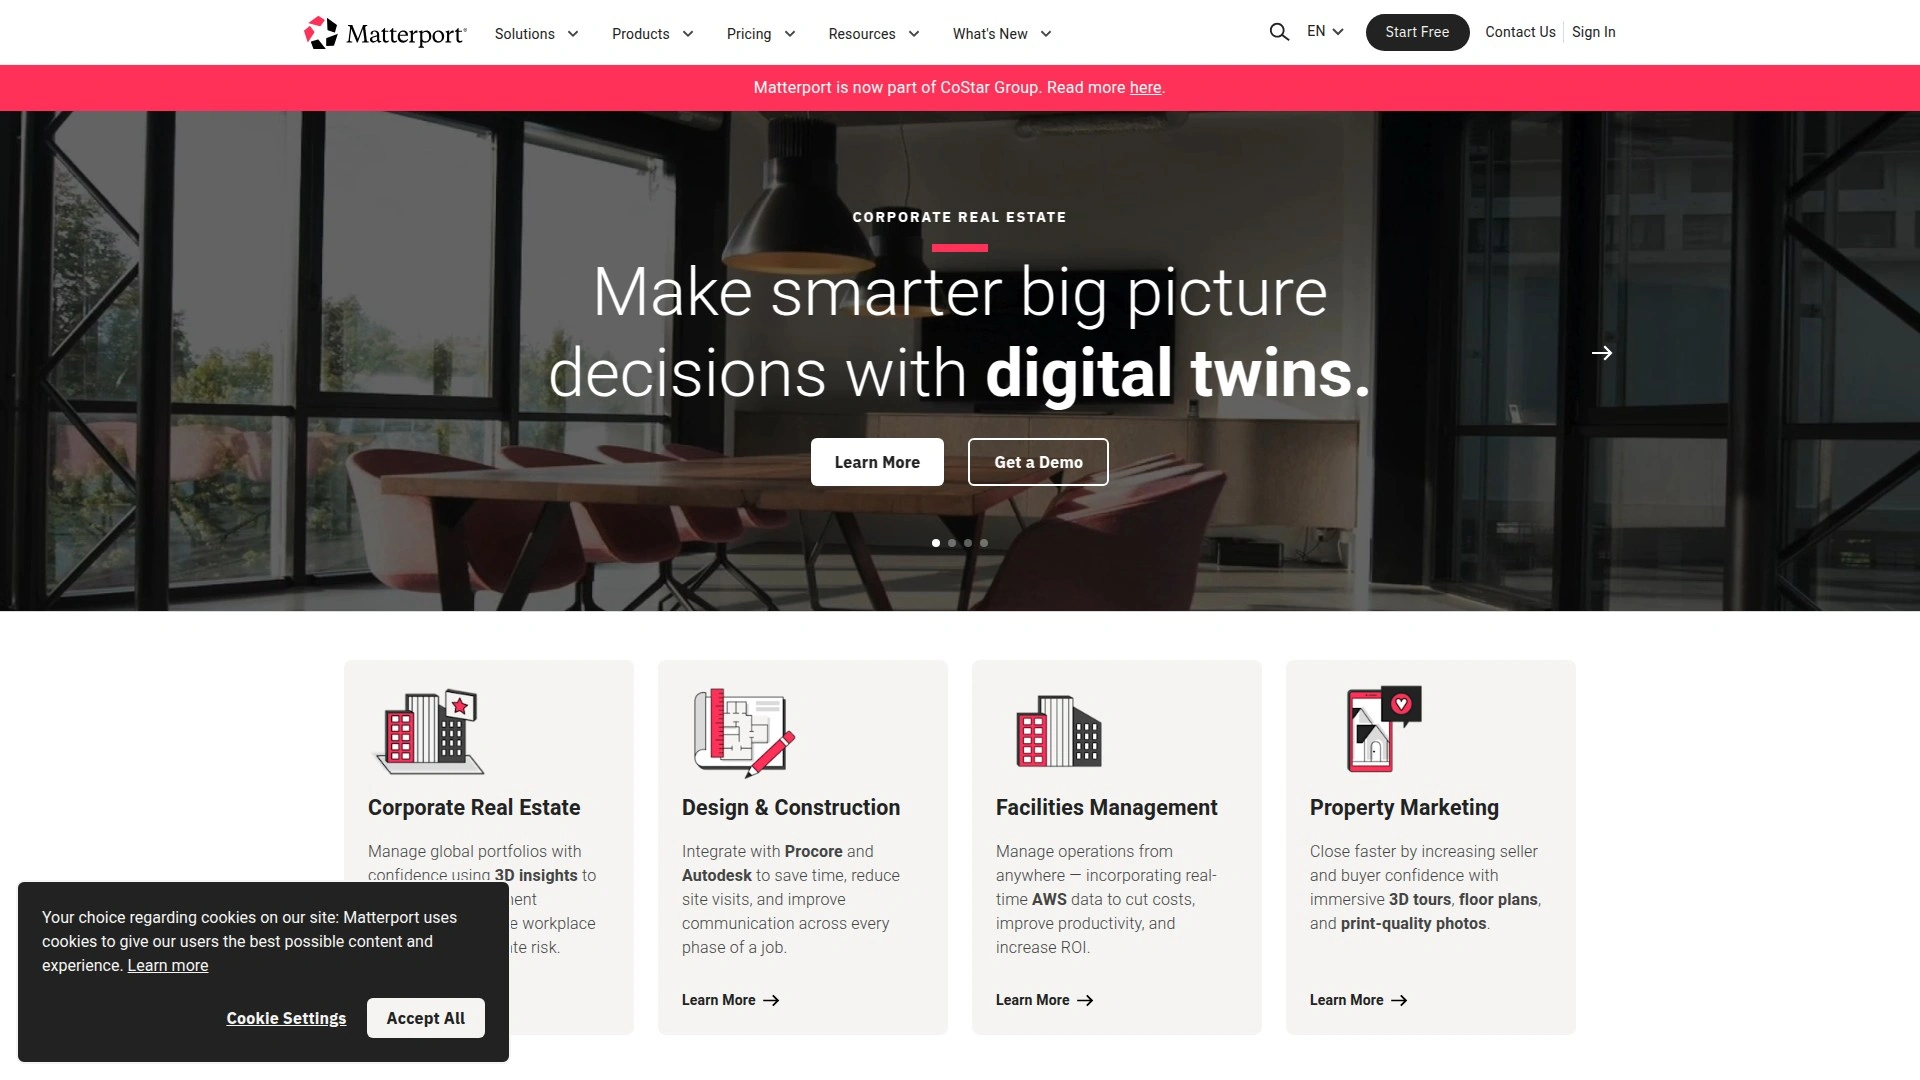 Matterport®
Solutions
Products
Pricing
Resources
What's New
EN
Start Free
Contact Us
Sign In
Matterport is now part of CoStar Group. Read more here.
CORPORATE REAL ESTATE
Make smarter big picture
decisions with digital twins.
Learn More
Get a Demo
Corporate Real Estate
Manage global portfolios with
confidence using 3D insights to
workplace
risk.
Design & Construction
Integrate with Procore and
Autodesk to save time, reduce
site visits, and improve
communication across every
phase of a job.
Learn More
Facilities Management
Manage operations from
anywhere — incorporating real-
time AWS data to cut costs,
improve productivity, and
increase ROI.
Learn More
Property Marketing
Close faster by increasing seller
and buyer confidence with
immersive 3D tours, floor plans,
and print-quality photos.
Learn More
Your choice regarding cookies on our site: Matterport uses
cookies to give our users the best possible content and
experience. Learn more
Cookie Settings
Accept All